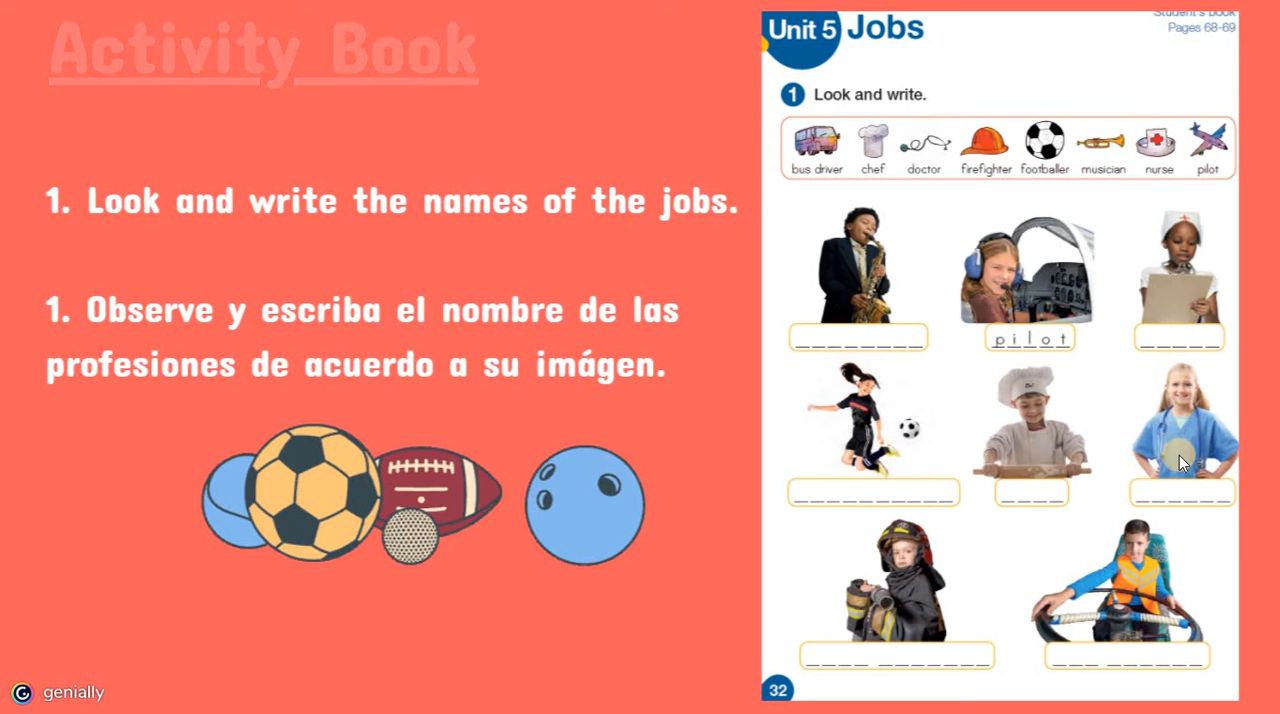 Activity Book
1. Look and write the names of the jobs.
1. Observe y escriba el nombre de las
profesiones de acuerdo a su imágen.
genially
Unit 5 Jobs
Student's book
Pages 68-69
1 Look and write.
bus driver chef doctor firefighter footballer musician nurse pilot
pilot
32